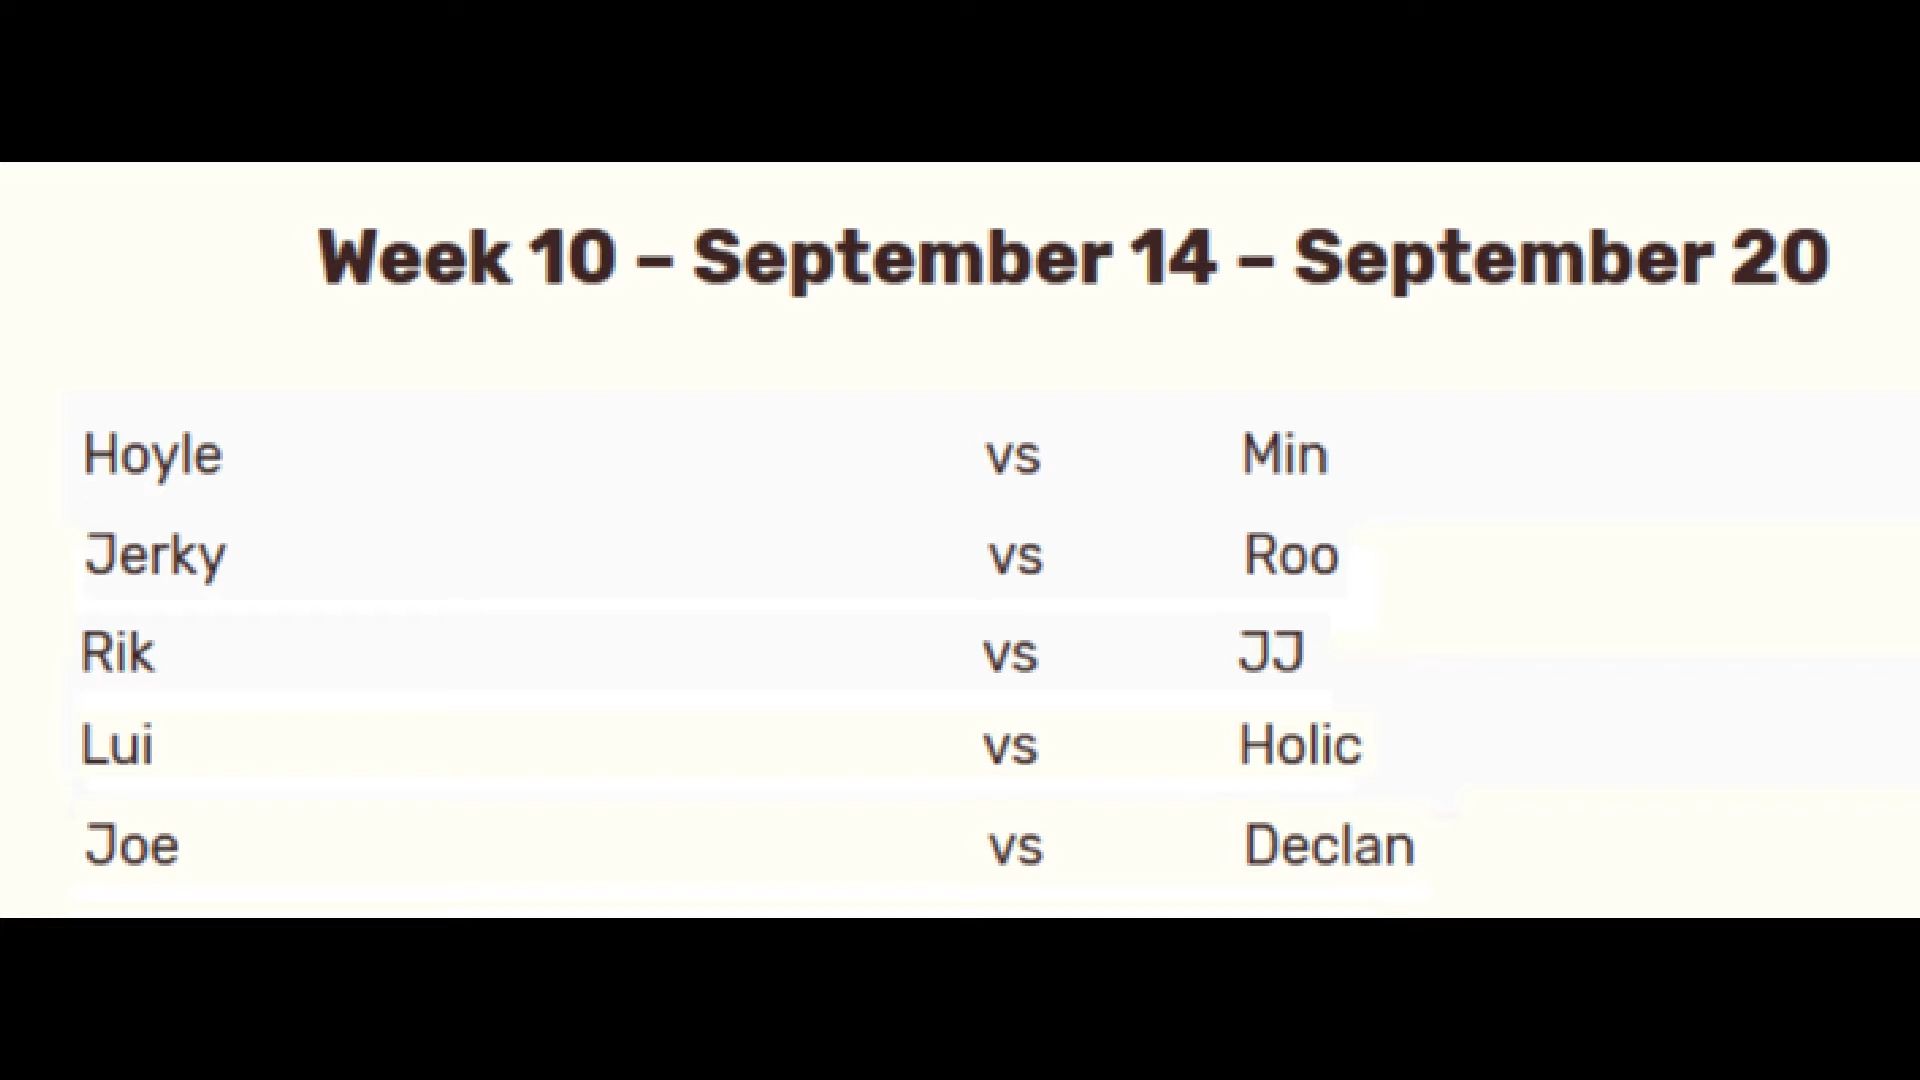 Week 10 – September 14 – September 20
Hoyle vs Min
Jerky vs Roo
Rik vs JJ
Lui vs Holic
Joe vs Declan